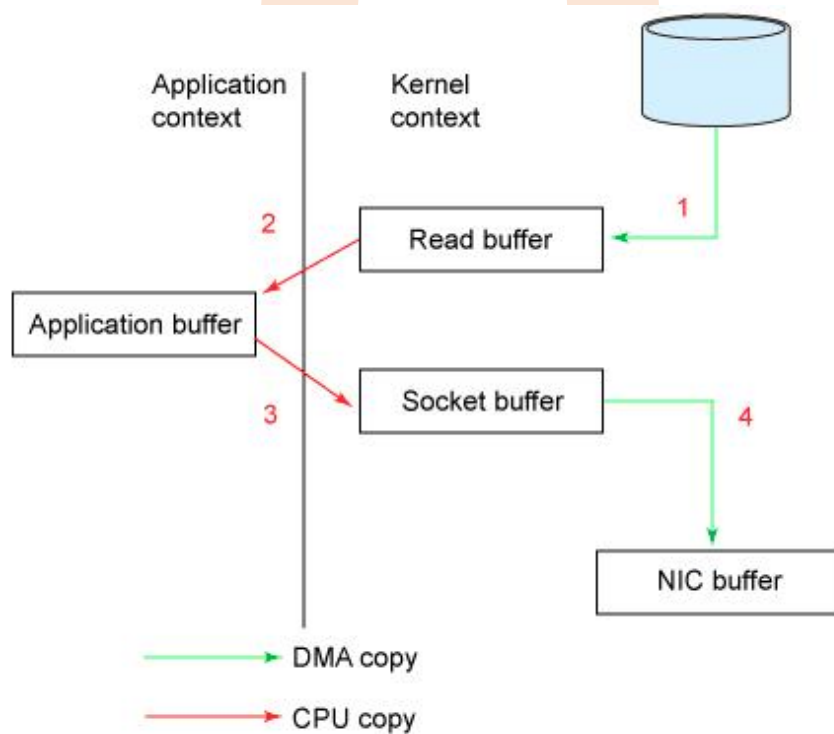 Application
context
Kernel
context
1
2
Read buffer
Application buffer
3
Socket buffer
4
NIC buffer
DMA copy
CPU copy